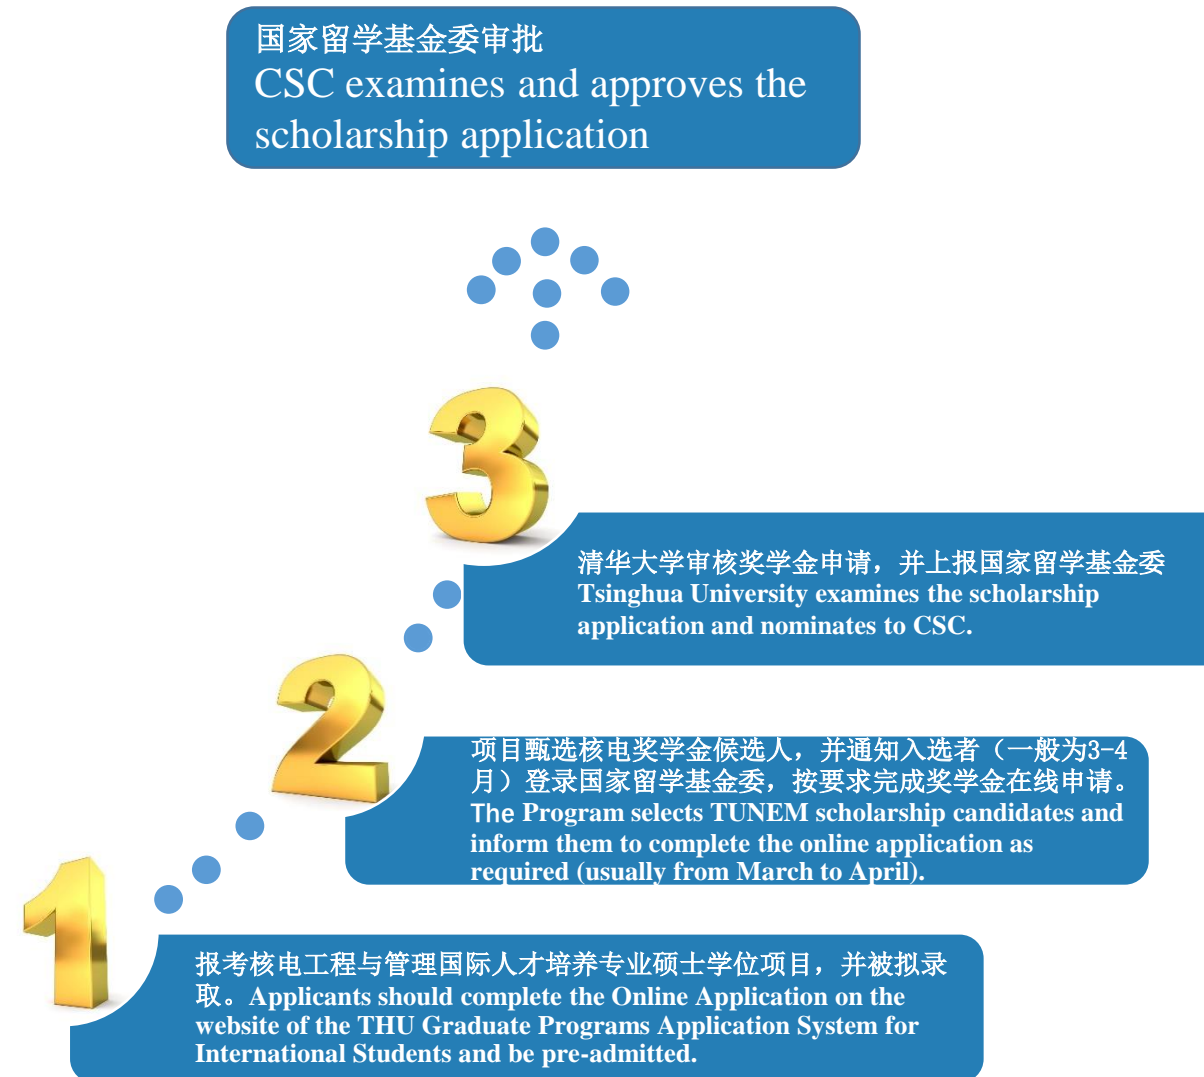 国家留学基金委审批
CSC examines and approves the
scholarship application
3
清华大学审核奖学金申请，并上报国家留学基金委
Tsinghua University examines the scholarship
application and nominates to CSC.
2
项目甄选核电奖学金候选人，并通知入选者（一般为3-4
月）登录国家留学基金委，按要求完成奖学金在线申请。
The Program selects TUNEM scholarship candidates and
inform them to complete the online application as
required (usually from March to April).
1
报考核电工程与管理国际人才培养专业硕士学位项目，并被拟录
取。Applicants should complete the Online Application on the
website of the THU Graduate Programs Application System for
International Students and be pre-admitted.